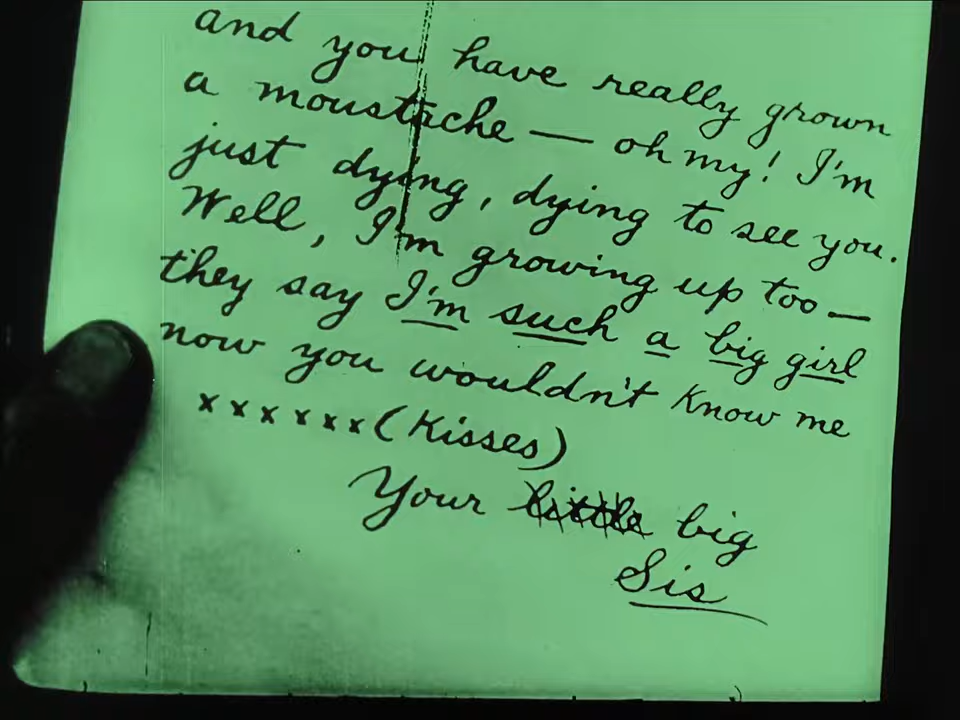 and you have really grown
a moustache — oh my! I'm
just dying, dying to see you.
Well, I'm growing up too —
they say I'm such a big girl
now you wouldn't know me
xxxxxx (Kisses)
Your little big
Sis